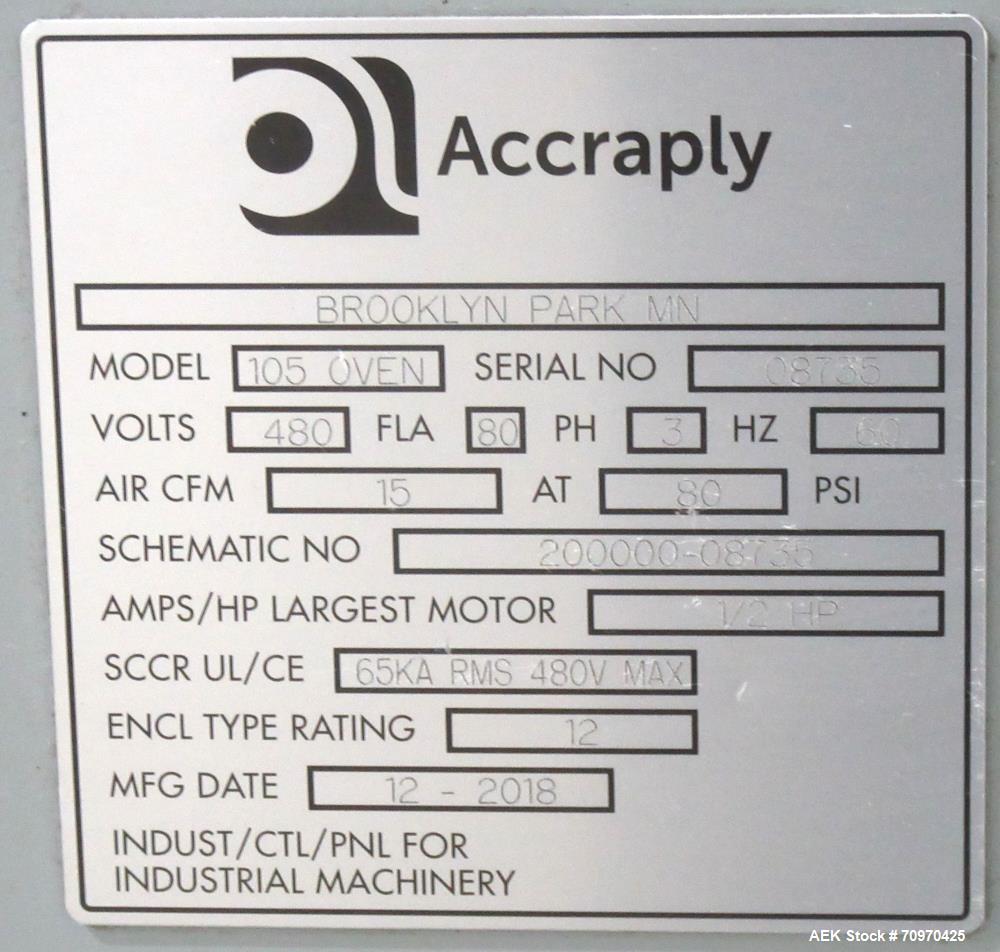 Accraply
BROOKLYN PARK MN
MODEL 105 OVEN SERIAL NO 08735
VOLTS 480 FLA 80 PH 3 HZ 60
AIR CFM 15 AT 80 PSI
SCHEMATIC NO 200000-08735
AMPS/HP LARGEST MOTOR 1/2 HP
SCCR UL/CE 65KA RMS 480V MAX
ENCL TYPE RATING 12
MFG DATE 12 - 2018
INDUST/CTL/PNL FOR
INDUSTRIAL MACHINERY
AEK Stock # 70970425